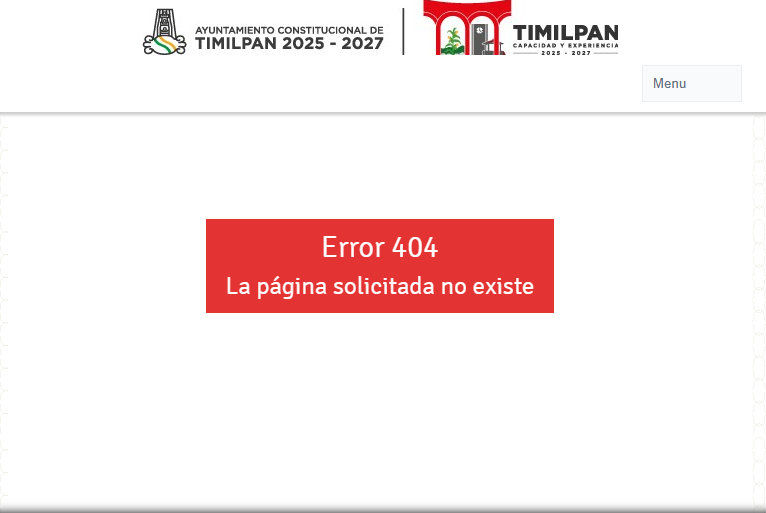 AYUNTAMIENTO CONSTITUCIONAL DE
TIMILPAN 2025 - 2027
TIMILPAN
CAPACIDAD Y EXPERIENCIA
2025 - 2027
Menu
Error 404
La página solicitada no existe